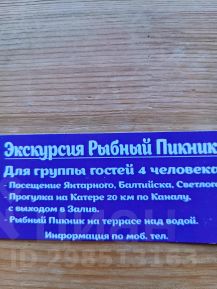 Экскурсия Рыбный Пикник
Для группы гостей 4 человека
- Посещение Янтарного, Балтийска, Светлого
- Прогулка на Катере 20 км по Каналу,
с выходом в Залив.
- Рыбный Пикник на террасе над водой.
Информация по моб. тел.